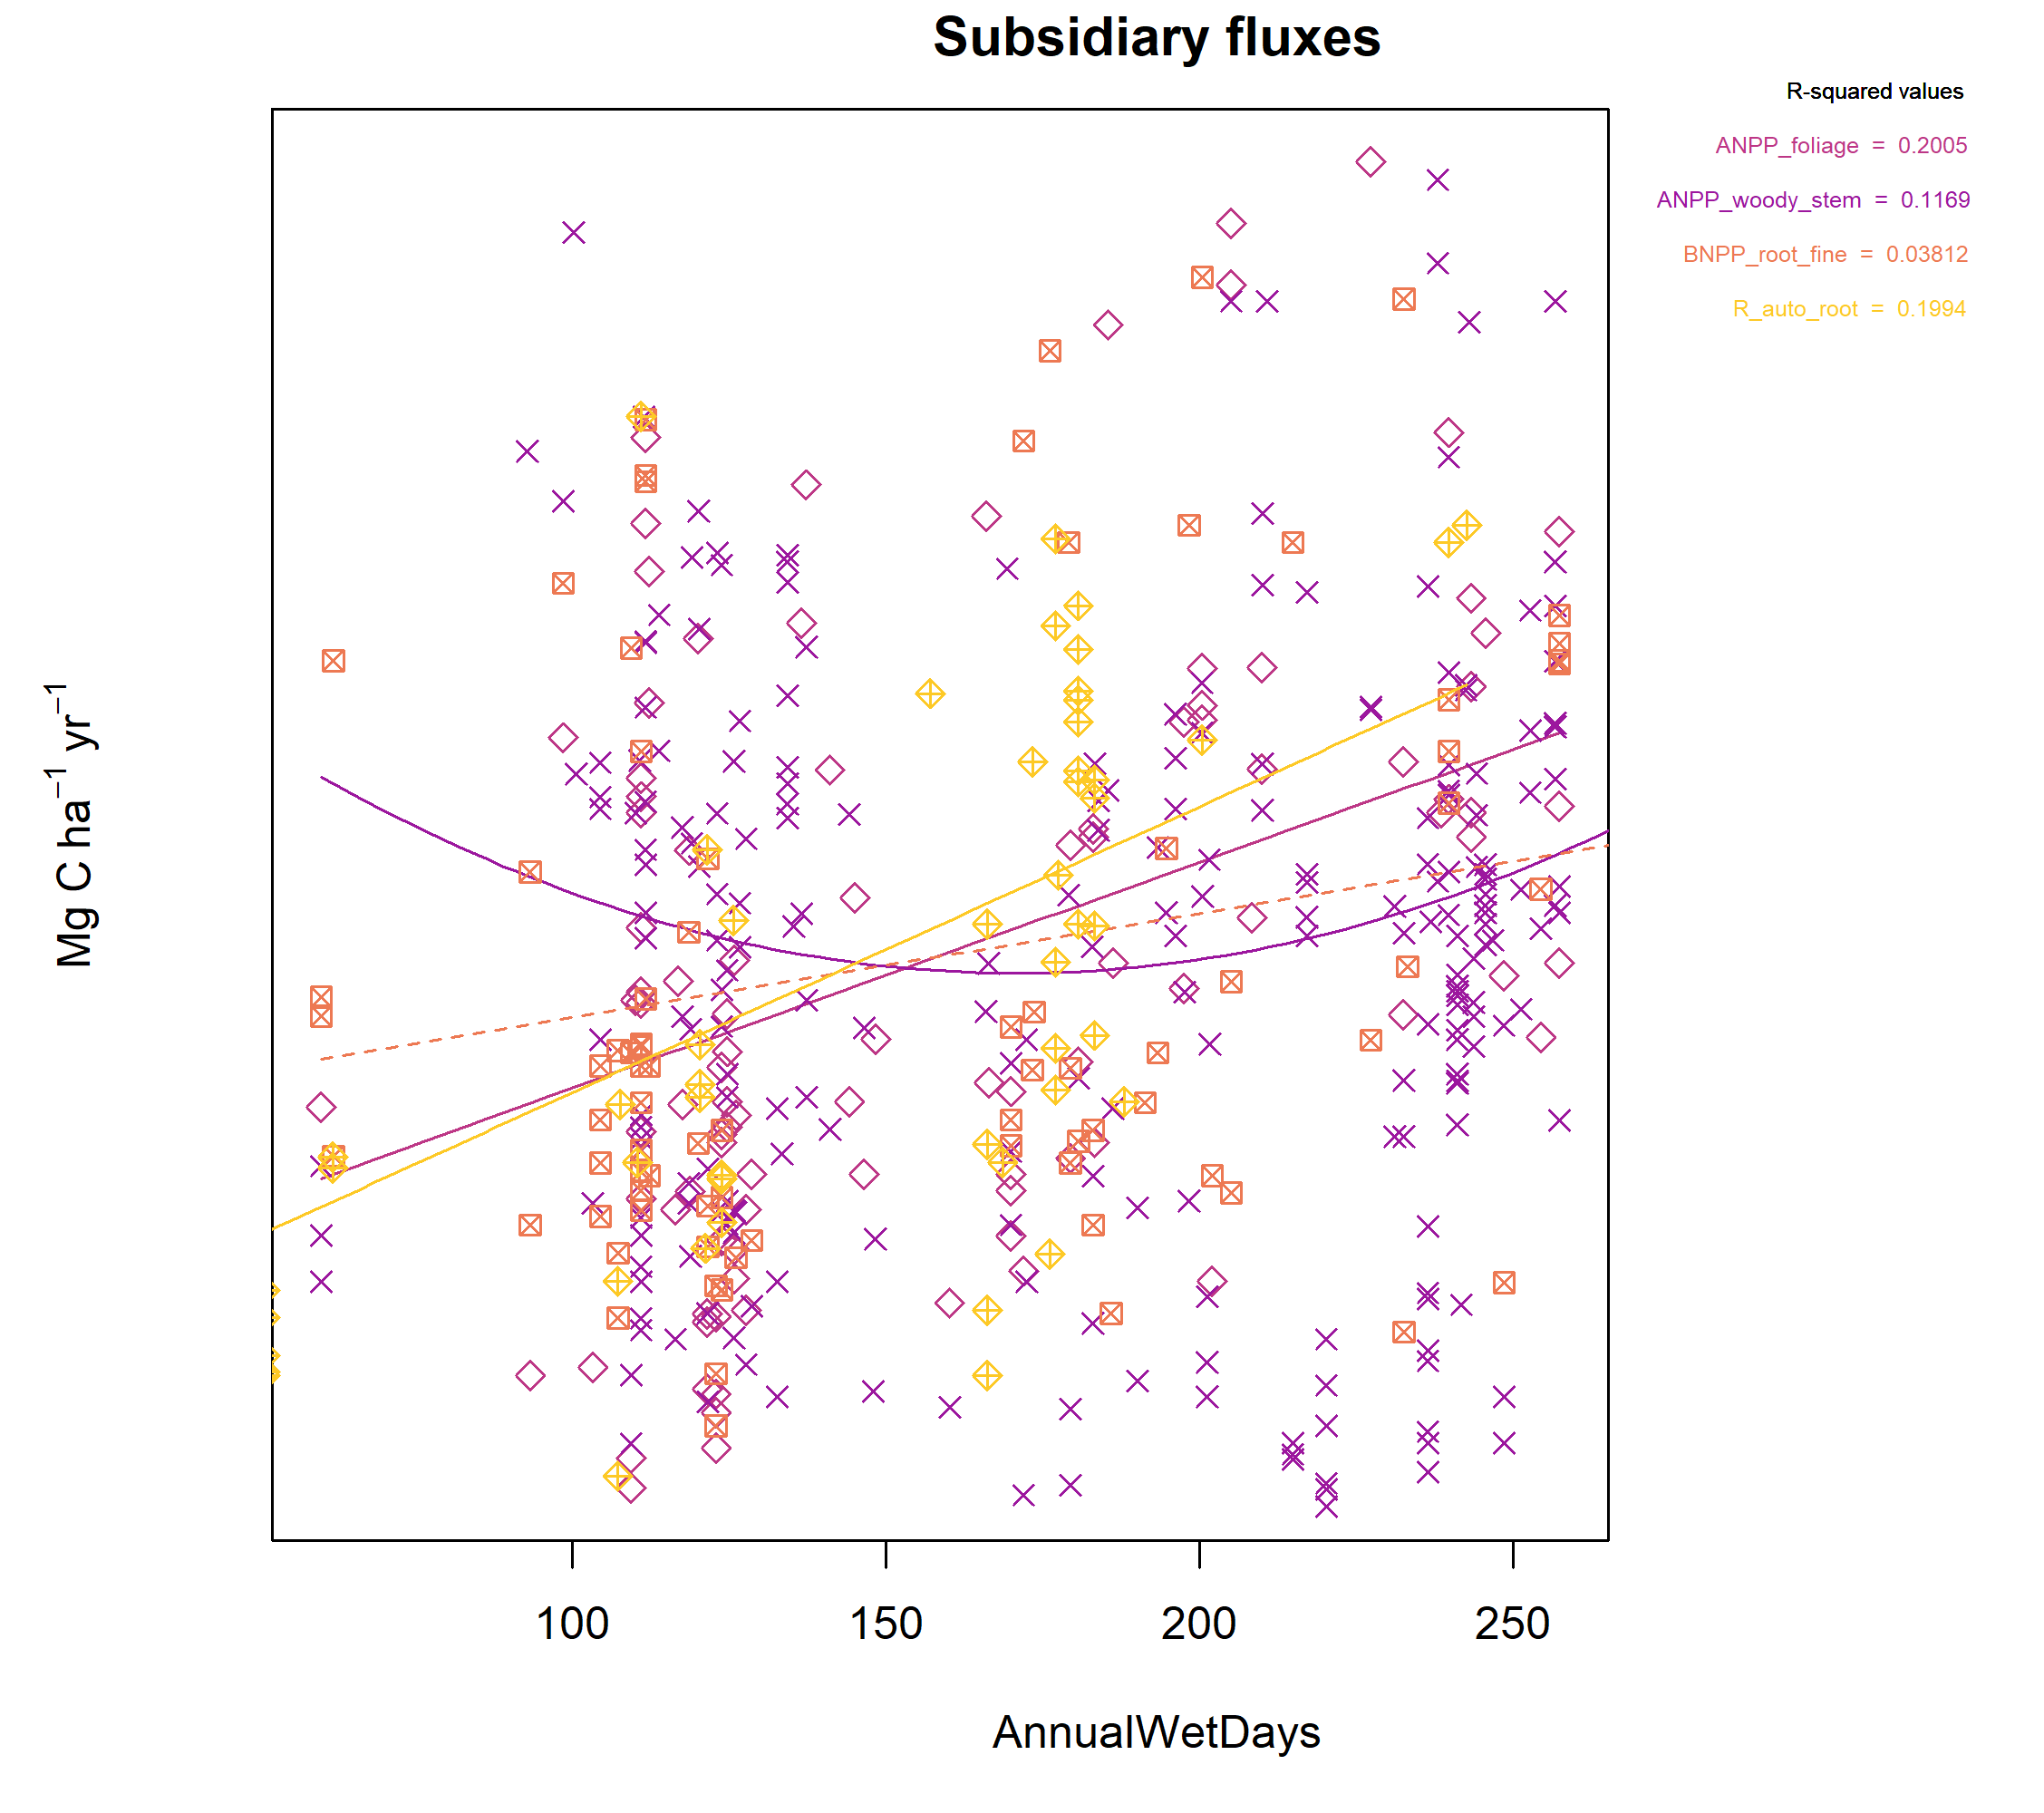 Subsidiary fluxes
R-squared values
ANPP_foliage = 0.2005
ANPP_woody_stem = 0.1169
BNPP_root_fine = 0.03812
R_auto_root = 0.1994
Mg C ha⁻¹ yr⁻¹
100 150 200 250
AnnualWetDays